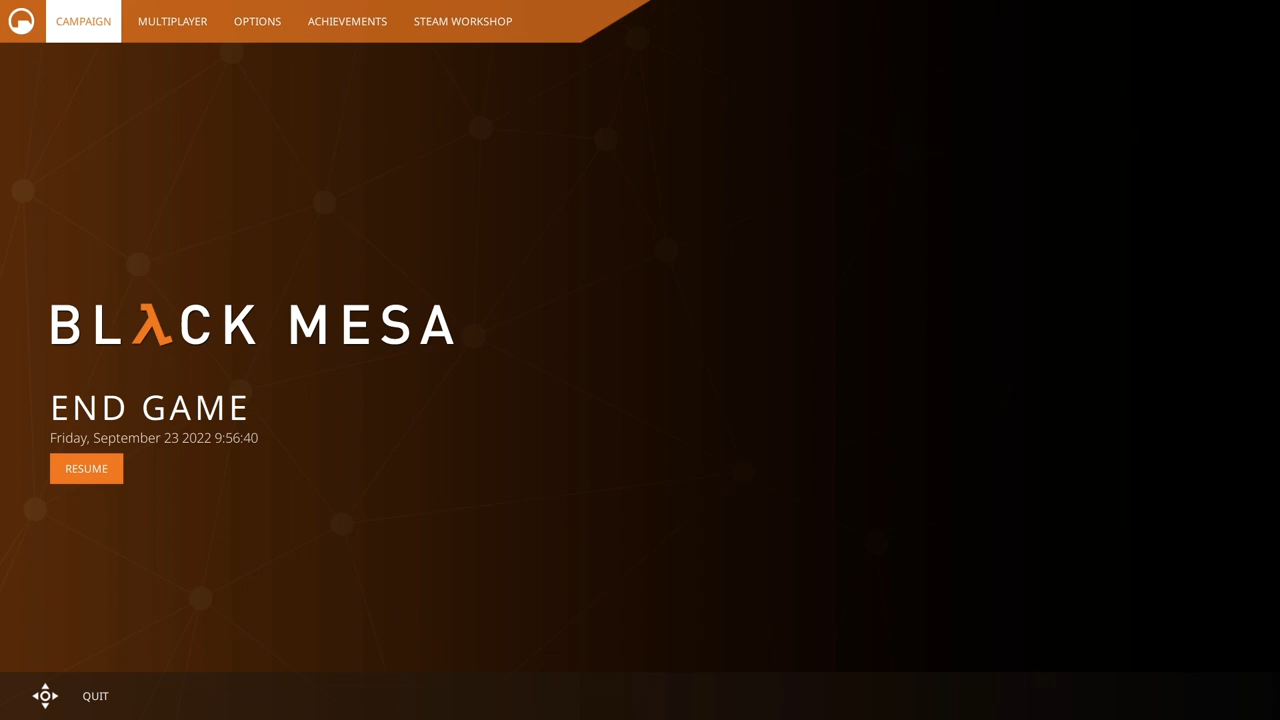 CAMPAIGN MULTIPLAYER OPTIONS ACHIEVEMENTS STEAM WORKSHOP
BLλCK MESA
END GAME
Friday, September 23 2022 9:56:40
RESUME
QUIT